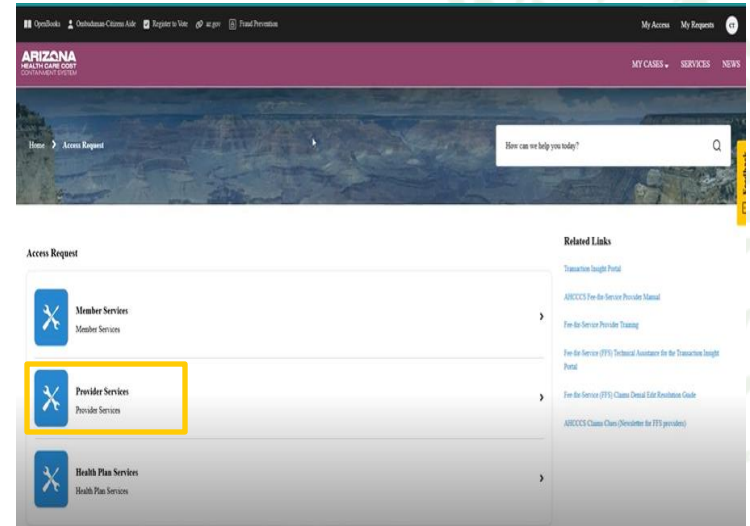 OpenBooks Ombudsman-Citizens Aide Register to Vote az.gov Fraud Prevention My Access My Requests CT
ARIZONA
HEALTH CARE COST
CONTAINMENT SYSTEM
MY CASES SERVICES NEWS
Home > Access Request
How can we help you today?
Access Request
Member Services
Member Services
Provider Services
Provider Services
Health Plan Services
Health Plan Services
Related Links
Transaction Insight Portal
AHCCCS Fee-for-Service Provider Manual
Fee-for-Service Provider Training
Fee-for-Service (FFS) Technical Assistance for the Transaction Insight
Portal
Fee-for-Service (FFS) Claims Denial Edit Resolution Guide
AHCCCS Claims Clues (Newsletter for FFS providers)